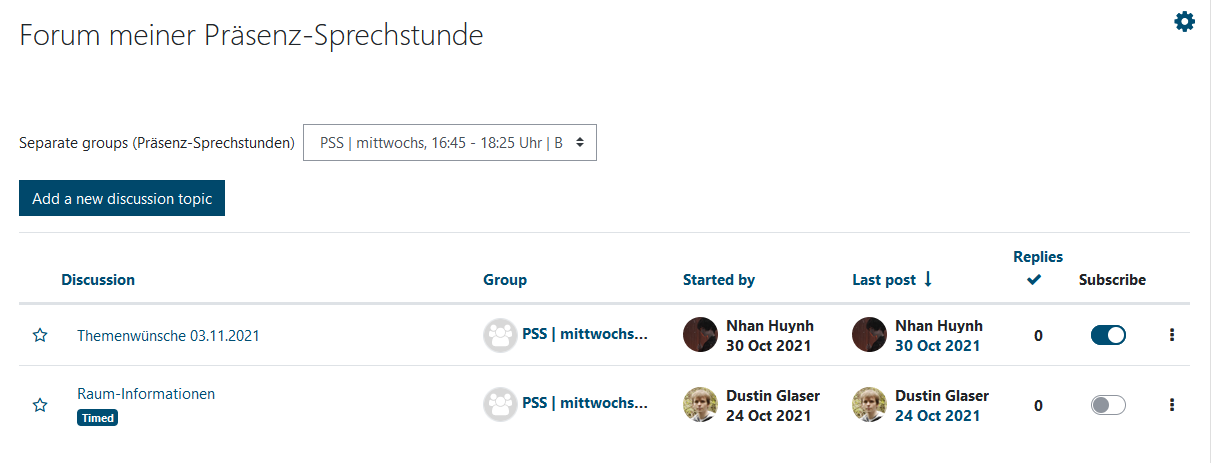 Forum meiner Präsenz-Sprechstunde
Separate groups (Präsenz-Sprechstunden) PSS | mittwochs, 16:45 - 18:25 Uhr | B
Add a new discussion topic
Discussion Group Started by Last post Replies Subscribe
Themenwünsche 03.11.2021 PSS | mittwochs... Nhan Huynh Nhan Huynh 0
30 Oct 2021 30 Oct 2021
Raum-Informationen PSS | mittwochs... Dustin Glaser Dustin Glaser 0
Timed 24 Oct 2021 24 Oct 2021